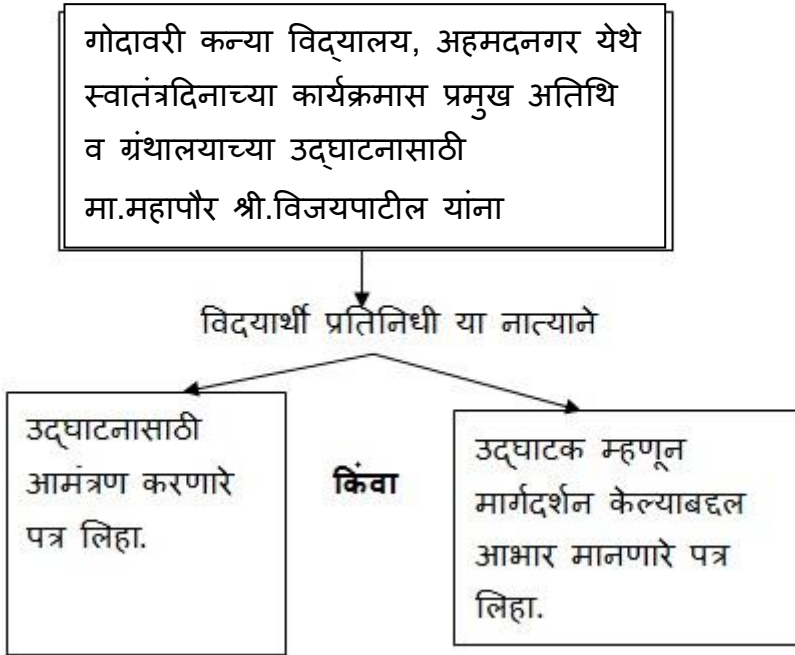 गोदावरी कन्या विद्‌यालय, अहमदनगर येथे
स्वातंत्रदिनाच्या कार्यक्रमास प्रमुख अतिथि
व ग्रंथालयाच्या उद्‌घाटनासाठी
मा.महापौर श्री.विजयपाटील यांना
विदयार्थी प्रतिनिधी या नात्याने
उद्‌घाटनासाठी
आमंत्रण करणारे
पत्र लिहा.
किंवा
उद्‌घाटक म्हणून
मार्गदर्शन केल्याबद्दल
आभार मानणारे पत्र
लिहा.